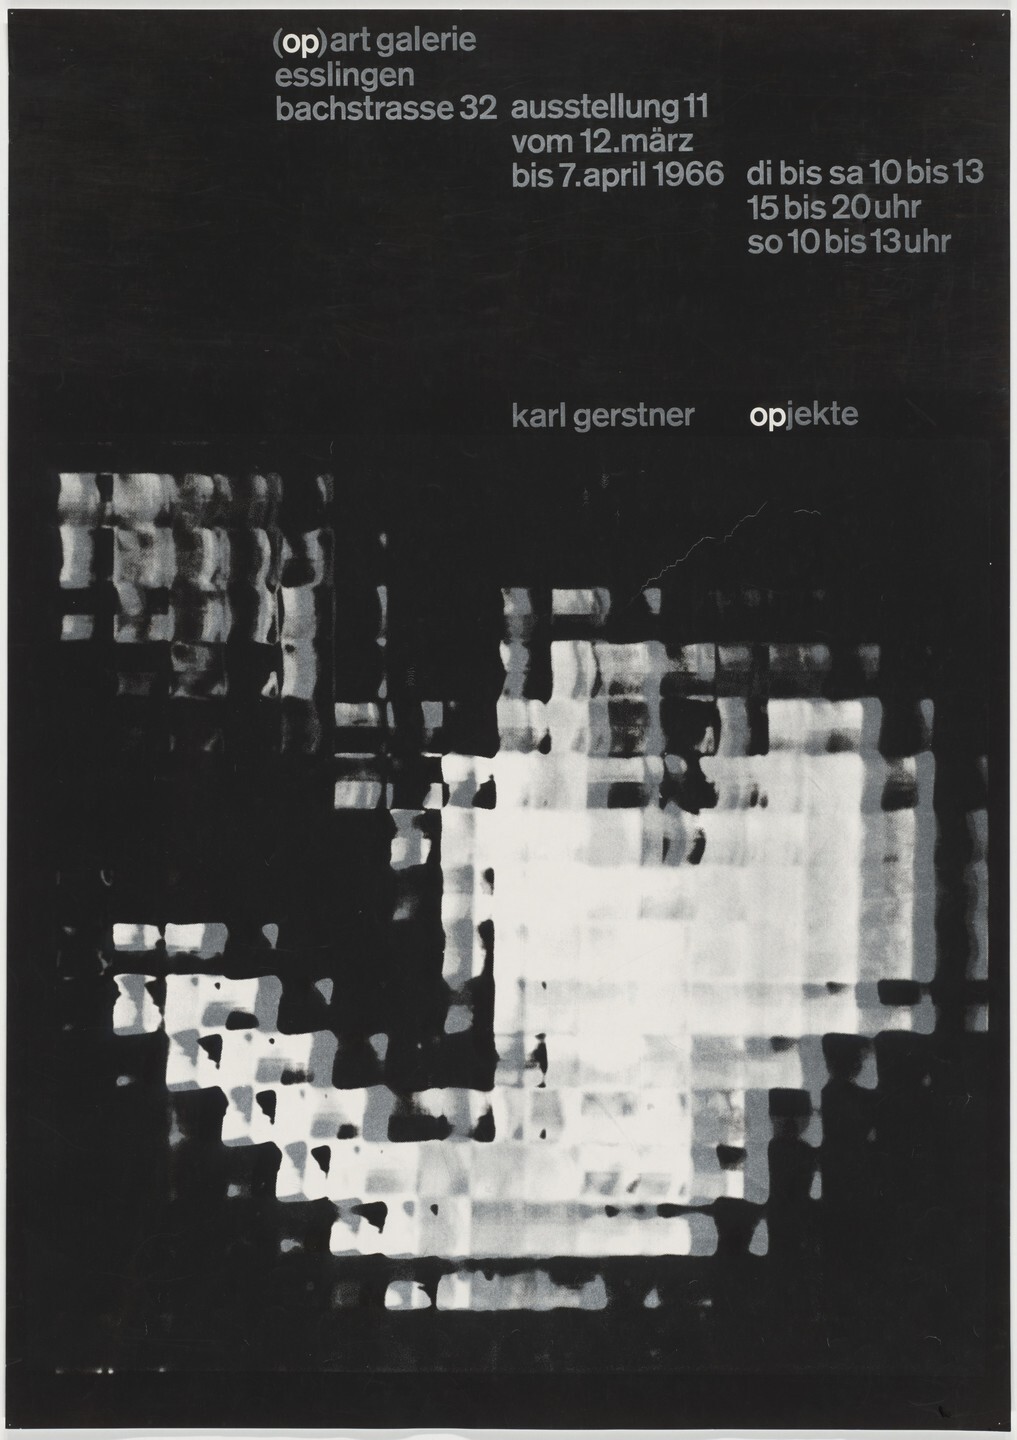 (op)art galerie
esslingen
bachstrasse 32
ausstellung 11
vom 12.märz
bis 7.april 1966
di bis sa 10 bis 13
15 bis 20 uhr
so 10 bis 13 uhr
karl gerstner
opjekte